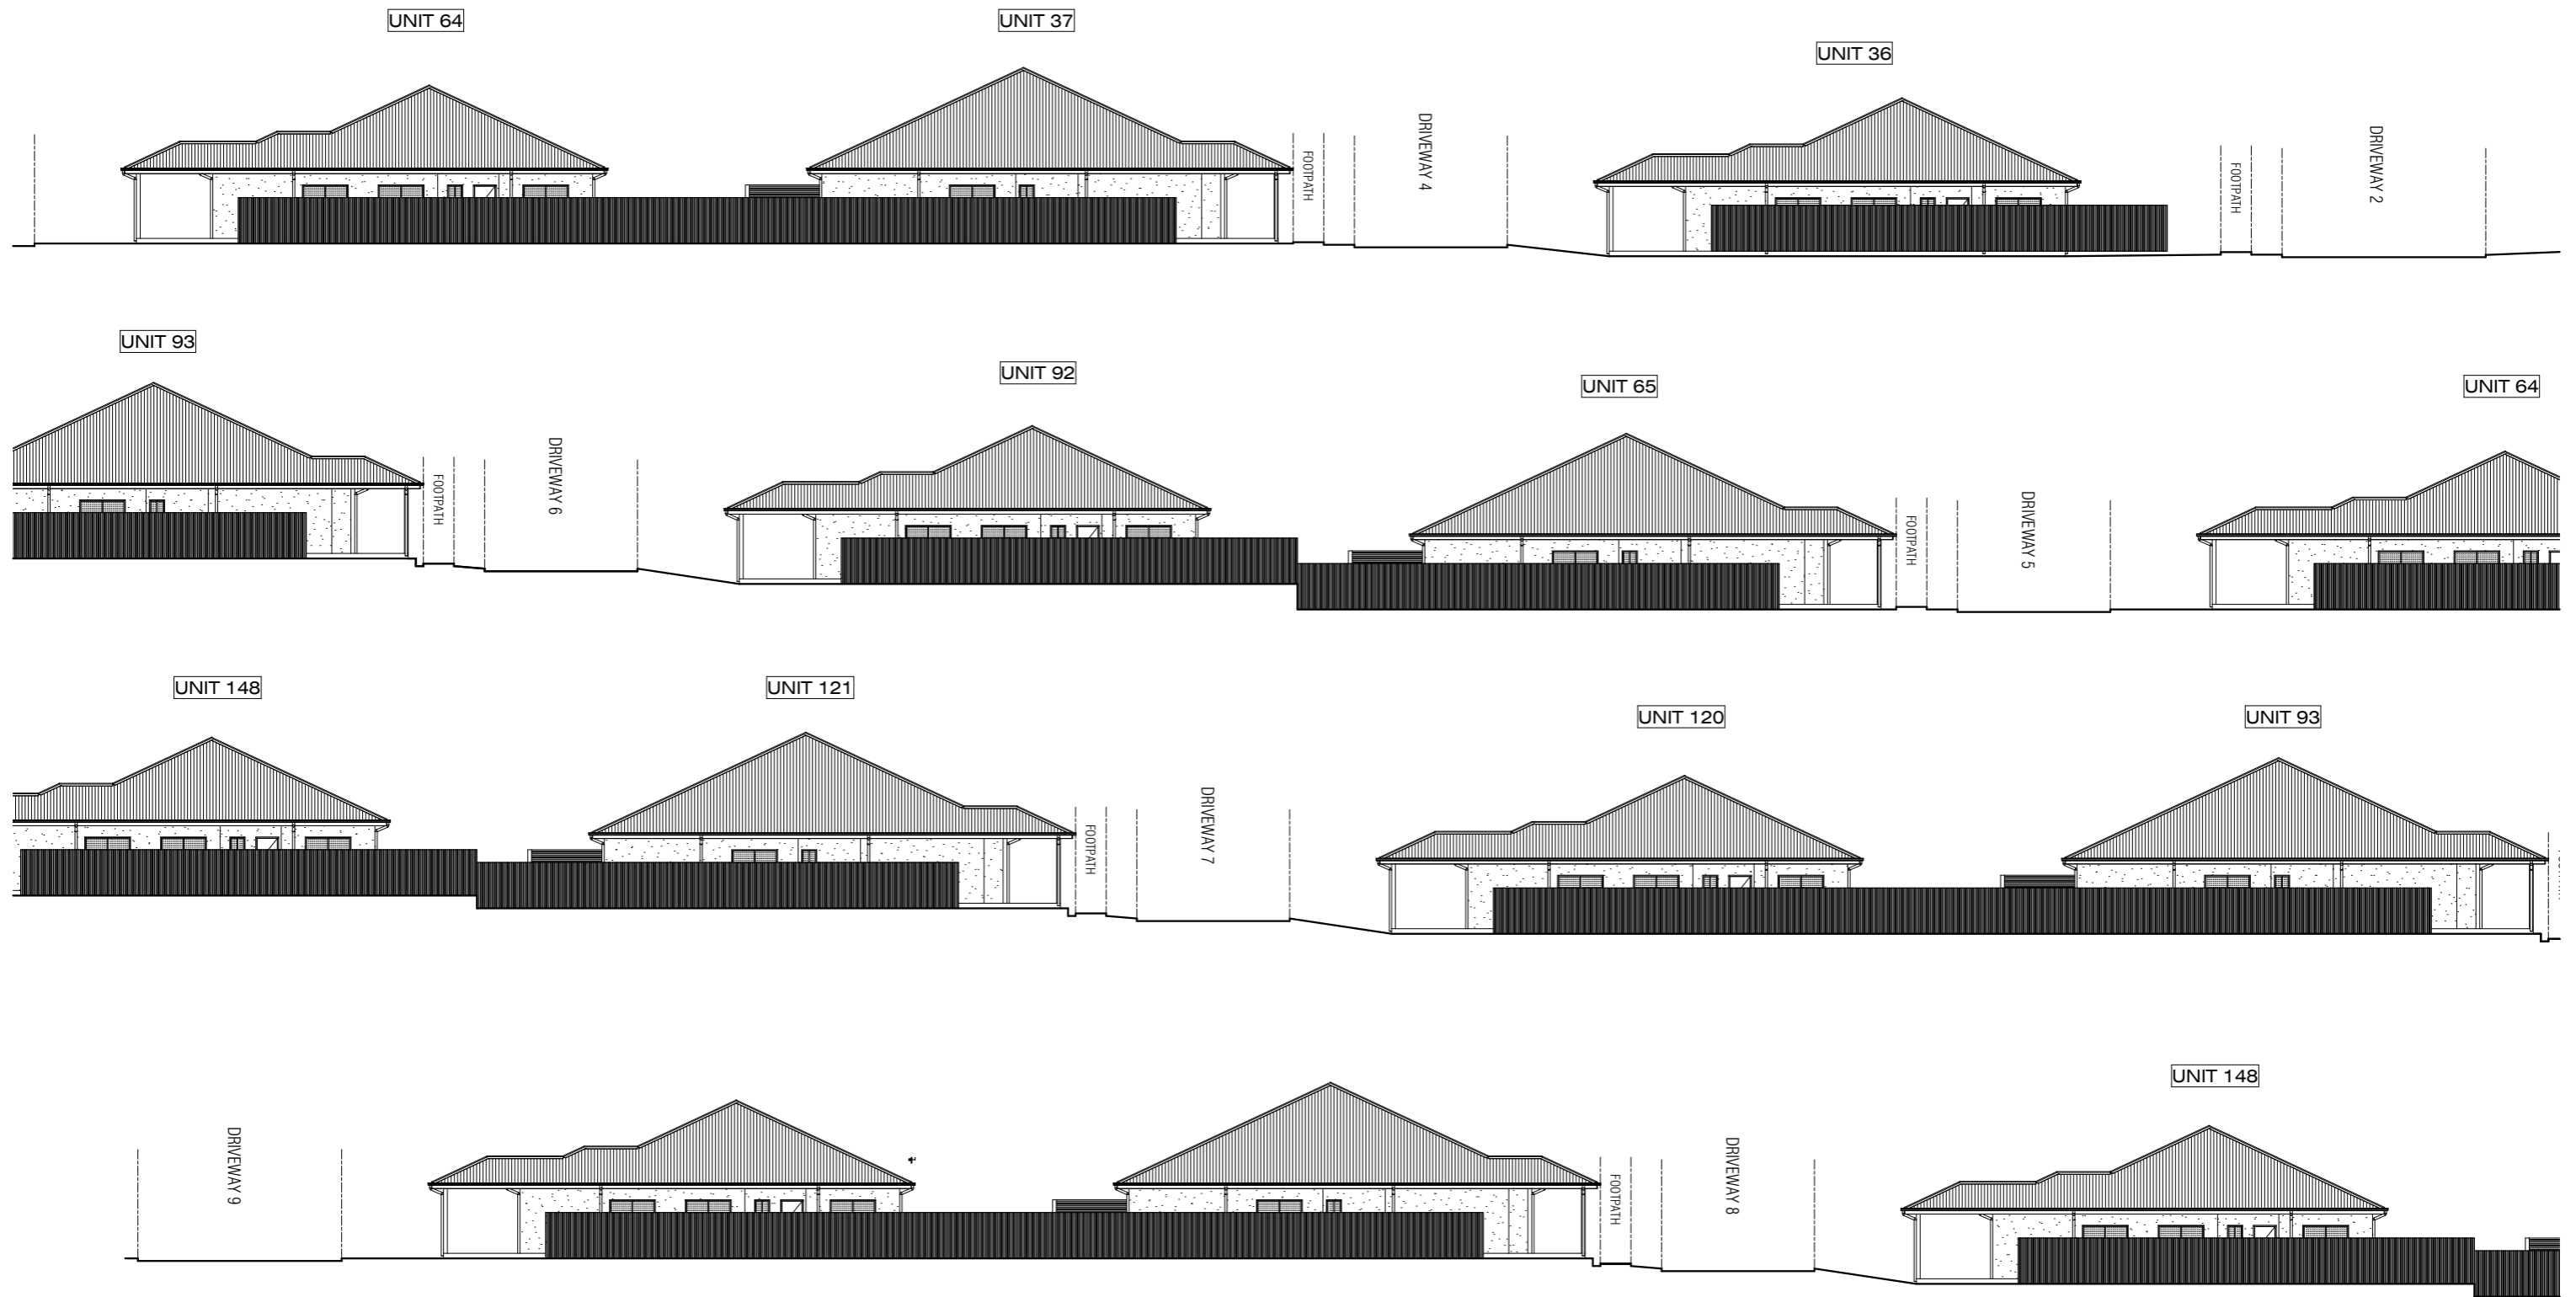 UNIT 64
UNIT 37
UNIT 36
FOOTPATH
DRIVEWAY 4
FOOTPATH
DRIVEWAY 2
UNIT 93
UNIT 92
UNIT 65
UNIT 64
FOOTPATH
DRIVEWAY 6
FOOTPATH
DRIVEWAY 5
UNIT 148
UNIT 121
UNIT 120
UNIT 93
FOOTPATH
DRIVEWAY 7
UNIT 148
DRIVEWAY 9
FOOTPATH
DRIVEWAY 8